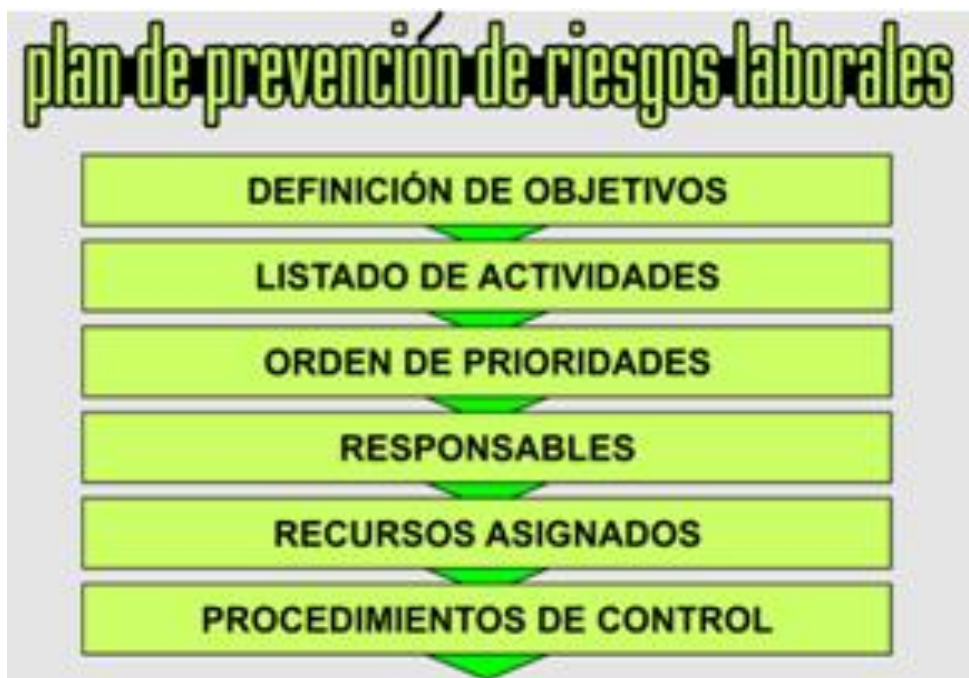 plan de prevención de riesgos laborales
DEFINICIÓN DE OBJETIVOS
LISTADO DE ACTIVIDADES
ORDEN DE PRIORIDADES
RESPONSABLES
RECURSOS ASIGNADOS
PROCEDIMIENTOS DE CONTROL